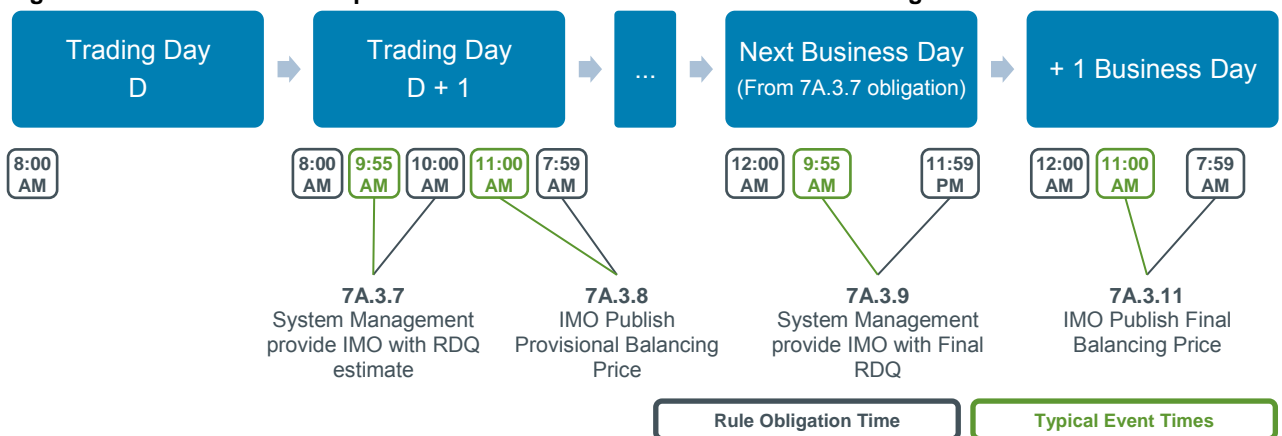 Trading Day
D
Trading Day
D + 1
...
Next Business Day
(From 7A.3.7 obligation)
+ 1 Business Day
8:00
AM
8:00
AM
9:55
AM
10:00
AM
11:00
AM
7:59
AM
12:00
AM
9:55
AM
11:59
PM
12:00
AM
11:00
AM
7:59
AM
7A.3.7
System Management
provide IMO with RDQ
estimate
7A.3.8
IMO Publish
Provisional Balancing
Price
7A.3.9
System Management
provide IMO with Final
RDQ
7A.3.11
IMO Publish Final
Balancing Price
Rule Obligation Time
Typical Event Times